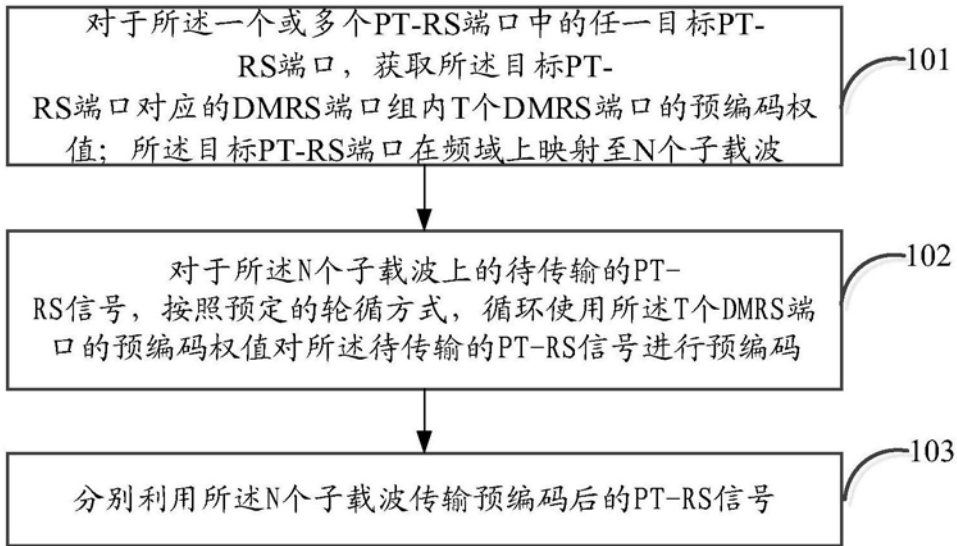 对于所述一个或多个PT-RS端口中的任一目标PT-
RS端口，获取所述目标PT-
RS端口对应的DMRS端口组内T个DMRS端口的预编码权
值；所述目标PT-RS端口在频域上映射至N个子载波
101
对于所述N个子载波上的待传输的PT-
RS信号，按照预定的轮循方式，循环使用所述T个DMRS端
口的预编码权值对所述待传输的PT-RS信号进行预编码
102
分别利用所述N个子载波传输预编码后的PT-RS信号
103